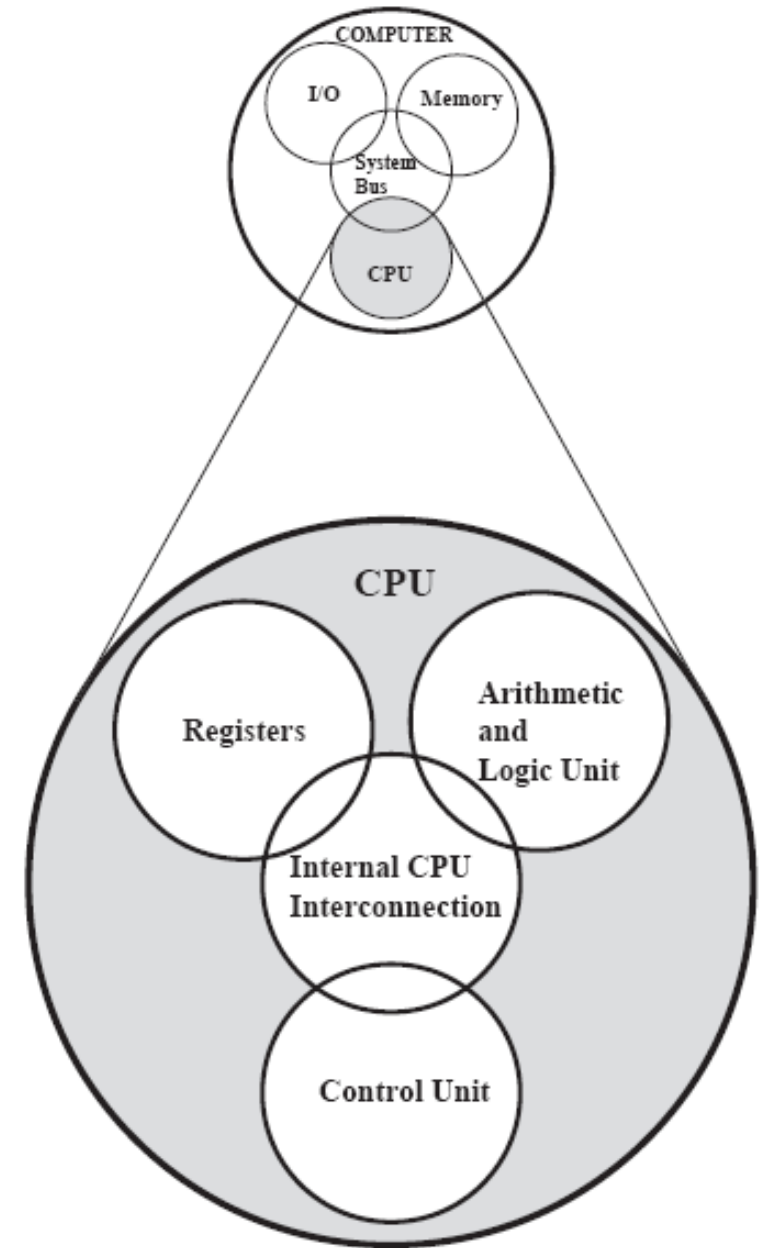 COMPUTER
I/O
Memory
System
Bus
CPU
CPU
Registers
Arithmetic
and
Logic Unit
Internal CPU
Interconnection
Control Unit